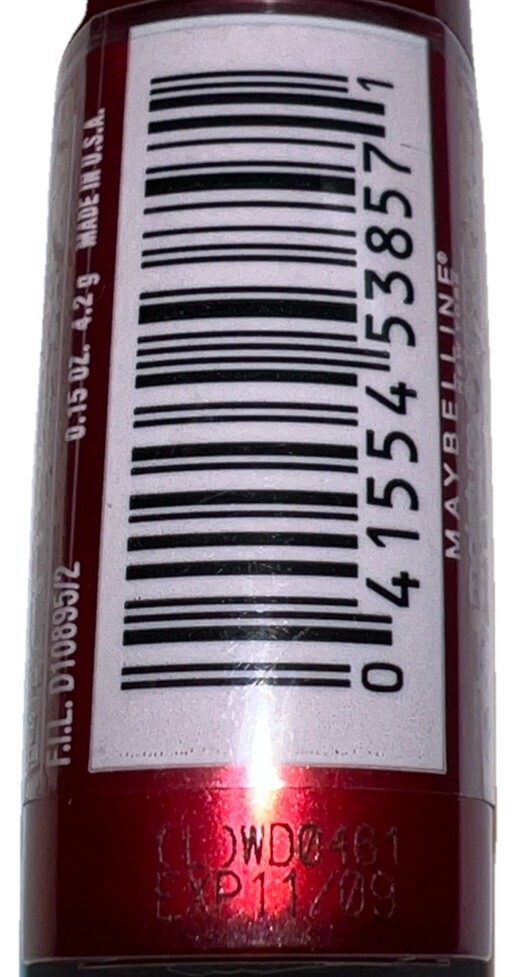 F.I.L. D10895/2 0.15 OZ. 4.2 g MADE IN U.S.A.
0 41554 53857 1
MAYBELLINE®
(L)WD0461
EXP11/09